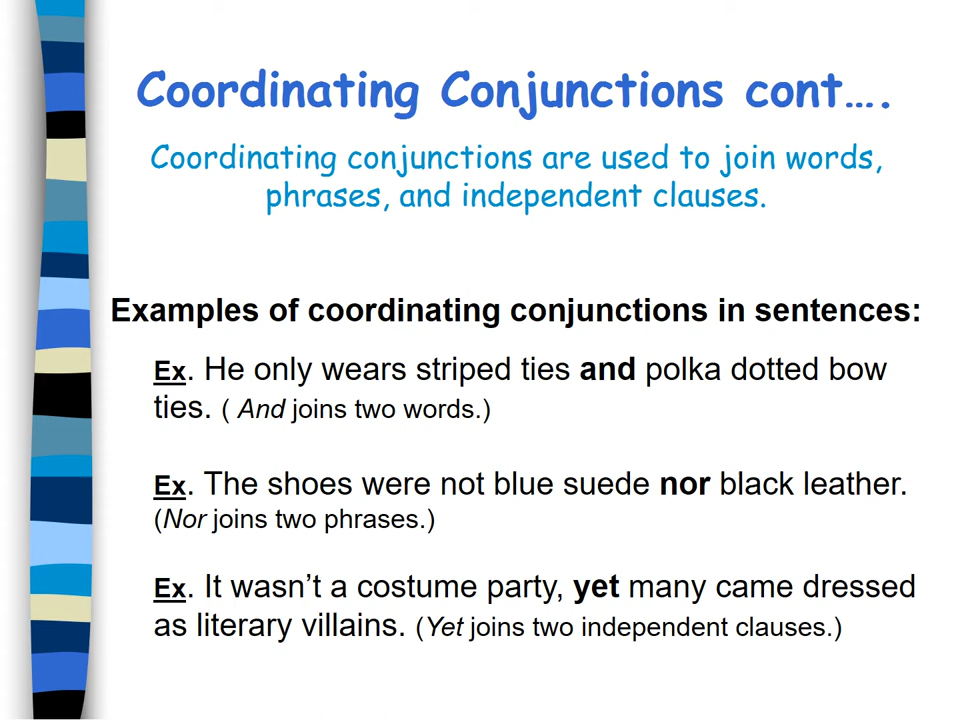 Coordinating Conjunctions cont….
Coordinating conjunctions are used to join words,
phrases, and independent clauses.
Examples of coordinating conjunctions in sentences:
Ex. He only wears striped ties and polka dotted bow
ties. ( And joins two words.)
Ex. The shoes were not blue suede nor black leather.
(Nor joins two phrases.)
Ex. It wasn’t a costume party, yet many came dressed
as literary villains. (Yet joins two independent clauses.)